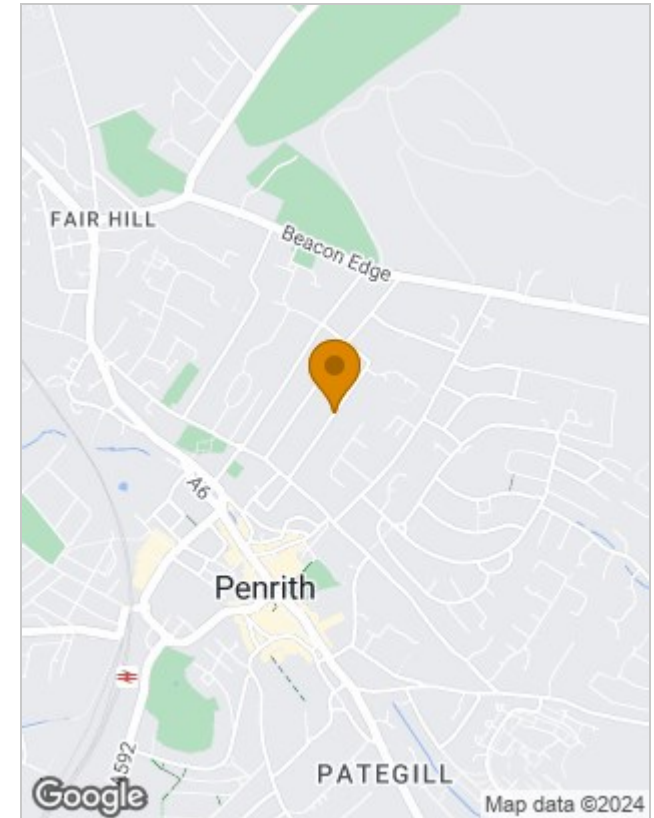 FAIR HILL
Beacon Edge
A6
Penrith
A592
PATEGILL
Google
Map data ©2024